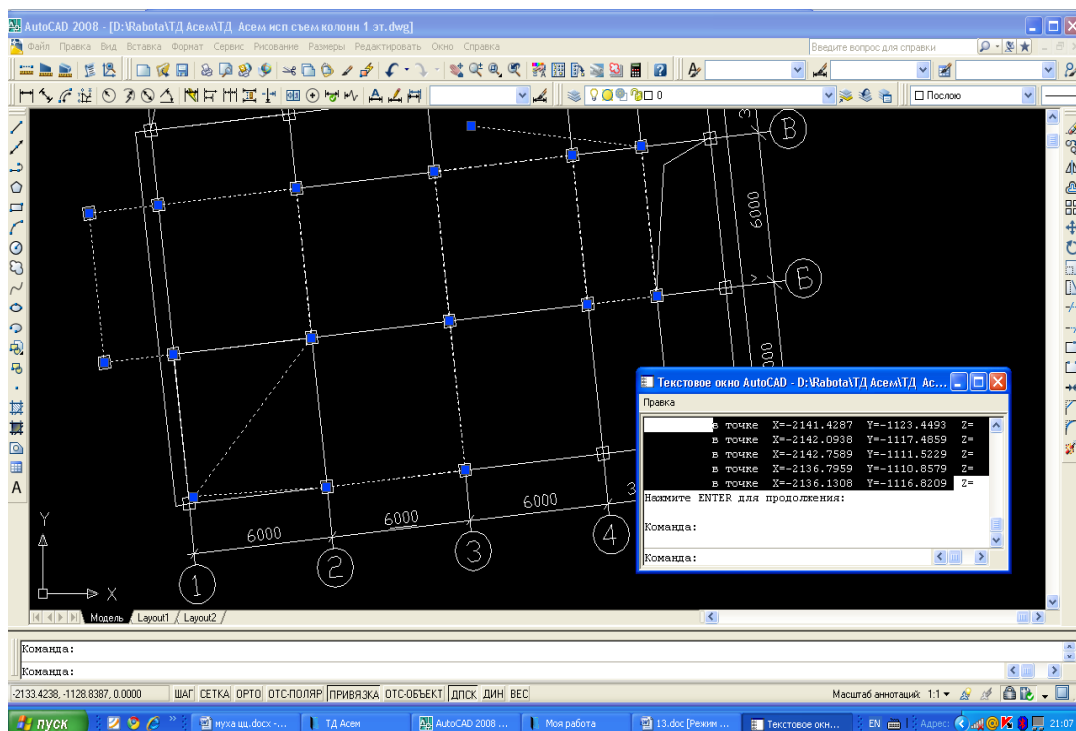 AutoCAD 2008 - [D:\Rabota\ТД Асем\ТД Асем исп съем колонн 1 эт.dwg]
Файл Правка Вид Вставка Формат Сервис Рисование Размеры Редактировать Окно Справка
Введите вопрос для справки
0
Послою
В
6000
Б
6000
6000
6000
1
2
3
4
Y
X
Текстовое окно AutoCAD - D:\Rabota\ТД Асем\ТД Ас...
Правка
в точке X=-2141.4287 Y=-1123.4493 Z=
в точке X=-2142.0938 Y=-1117.4859 Z=
в точке X=-2142.7589 Y=-1111.5229 Z=
в точке X=-2136.7959 Y=-1110.8579 Z=
в точке X=-2136.1308 Y=-1116.8209 Z=
Нажмите ENTER для продолжения:
Команда:
Команда:
Модель Layout1 Layout2
Команда:
Команда:
-2133.4238, -1128.8387, 0.0000 ШАГ СЕТКА ОРТО ОТС-ПОЛЯР ПРИВЯЗКА ОТС-ОБЪЕКТ ДПСК ДИН ВЕС Масштаб аннотаций: 1:1
пуск нуха щц.docx -... ТД Асем AutoCAD 2008 ... Моя работа 13.doc [Режим ... Текстовое окн... EN Адрес: 21:07